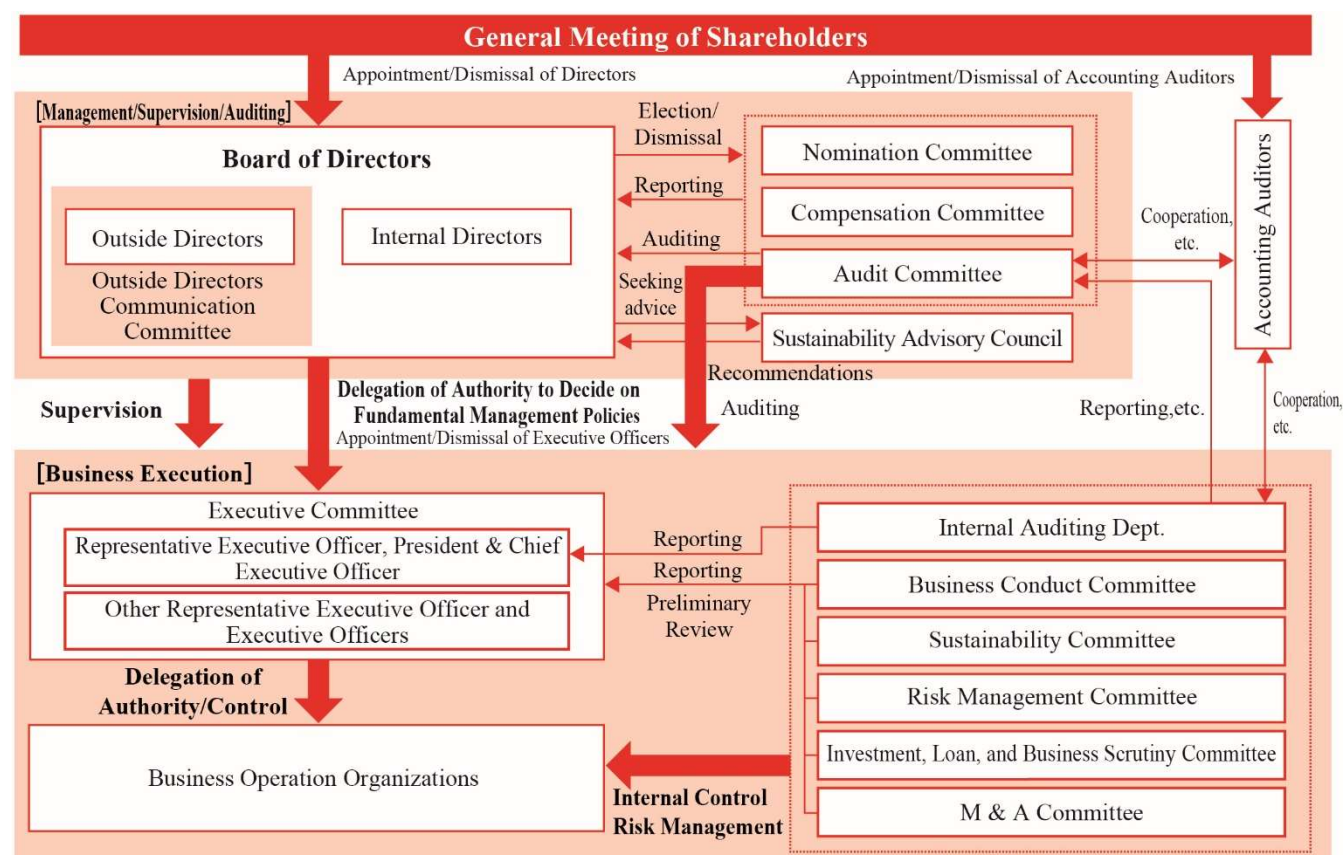 General Meeting of Shareholders
Appointment/Dismissal of Directors
Appointment/Dismissal of Accounting Auditors
[Management/Supervision/Auditing]
Board of Directors
Outside Directors
Internal Directors
Outside Directors
Communication
Committee
Election/
Dismissal
Reporting
Auditing
Seeking
advice
Nomination Committee
Compensation Committee
Audit Committee
Sustainability Advisory Council
Recommendations
Cooperation,
etc.
Accounting Auditors
Supervision
Delegation of Authority to Decide on
Fundamental Management Policies
Appointment/Dismissal of Executive Officers
Auditing
Reporting,etc.
Cooperation,
etc.
[Business Execution]
Executive Committee
Representative Executive Officer, President & Chief
Executive Officer
Other Representative Executive Officer and
Executive Officers
Reporting
Reporting
Preliminary
Review
Internal Auditing Dept.
Business Conduct Committee
Sustainability Committee
Risk Management Committee
Investment, Loan, and Business Scrutiny Committee
M & A Committee
Delegation of
Authority/Control
Business Operation Organizations
Internal Control
Risk Management